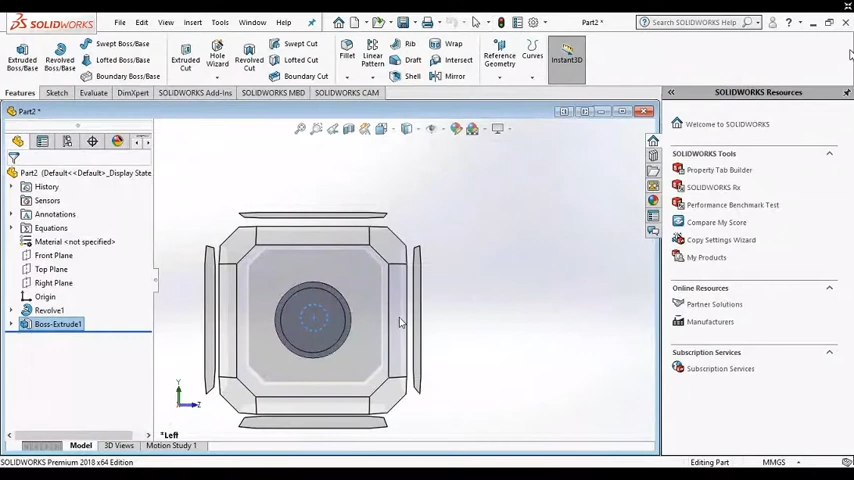 SOLIDWORKS File Edit View Insert Tools Window Help Part2 * Search SOLIDWORKS Help
Extruded Boss/Base
Revolved Boss/Base
Swept Boss/Base
Lofted Boss/Base
Boundary Boss/Base
Extruded Cut
Hole Wizard
Revolved Cut
Swept Cut
Lofted Cut
Boundary Cut
Fillet
Linear Pattern
Rib
Draft
Shell
Wrap
Intersect
Mirror
Reference Geometry
Curves
Instant3D
Features Sketch Evaluate DimXpert SOLIDWORKS Add-Ins SOLIDWORKS MBD SOLIDWORKS CAM
Part2 *
Part2 (Default<<Default>_Display State
History
Sensors
Annotations
Equations
Material <not specified>
Front Plane
Top Plane
Right Plane
Origin
Revolve1
Boss-Extrude1
Y
Z
*Left
SOLIDWORKS Resources
Welcome to SOLIDWORKS
SOLIDWORKS Tools
Property Tab Builder
SOLIDWORKS Rx
Performance Benchmark Test
Compare My Score
Copy Settings Wizard
My Products
Online Resources
Partner Solutions
Manufacturers
Subscription Services
Subscription Services
Model 3D Views Motion Study 1
SOLIDWORKS Premium 2018 x64 Edition Editing Part MMGS